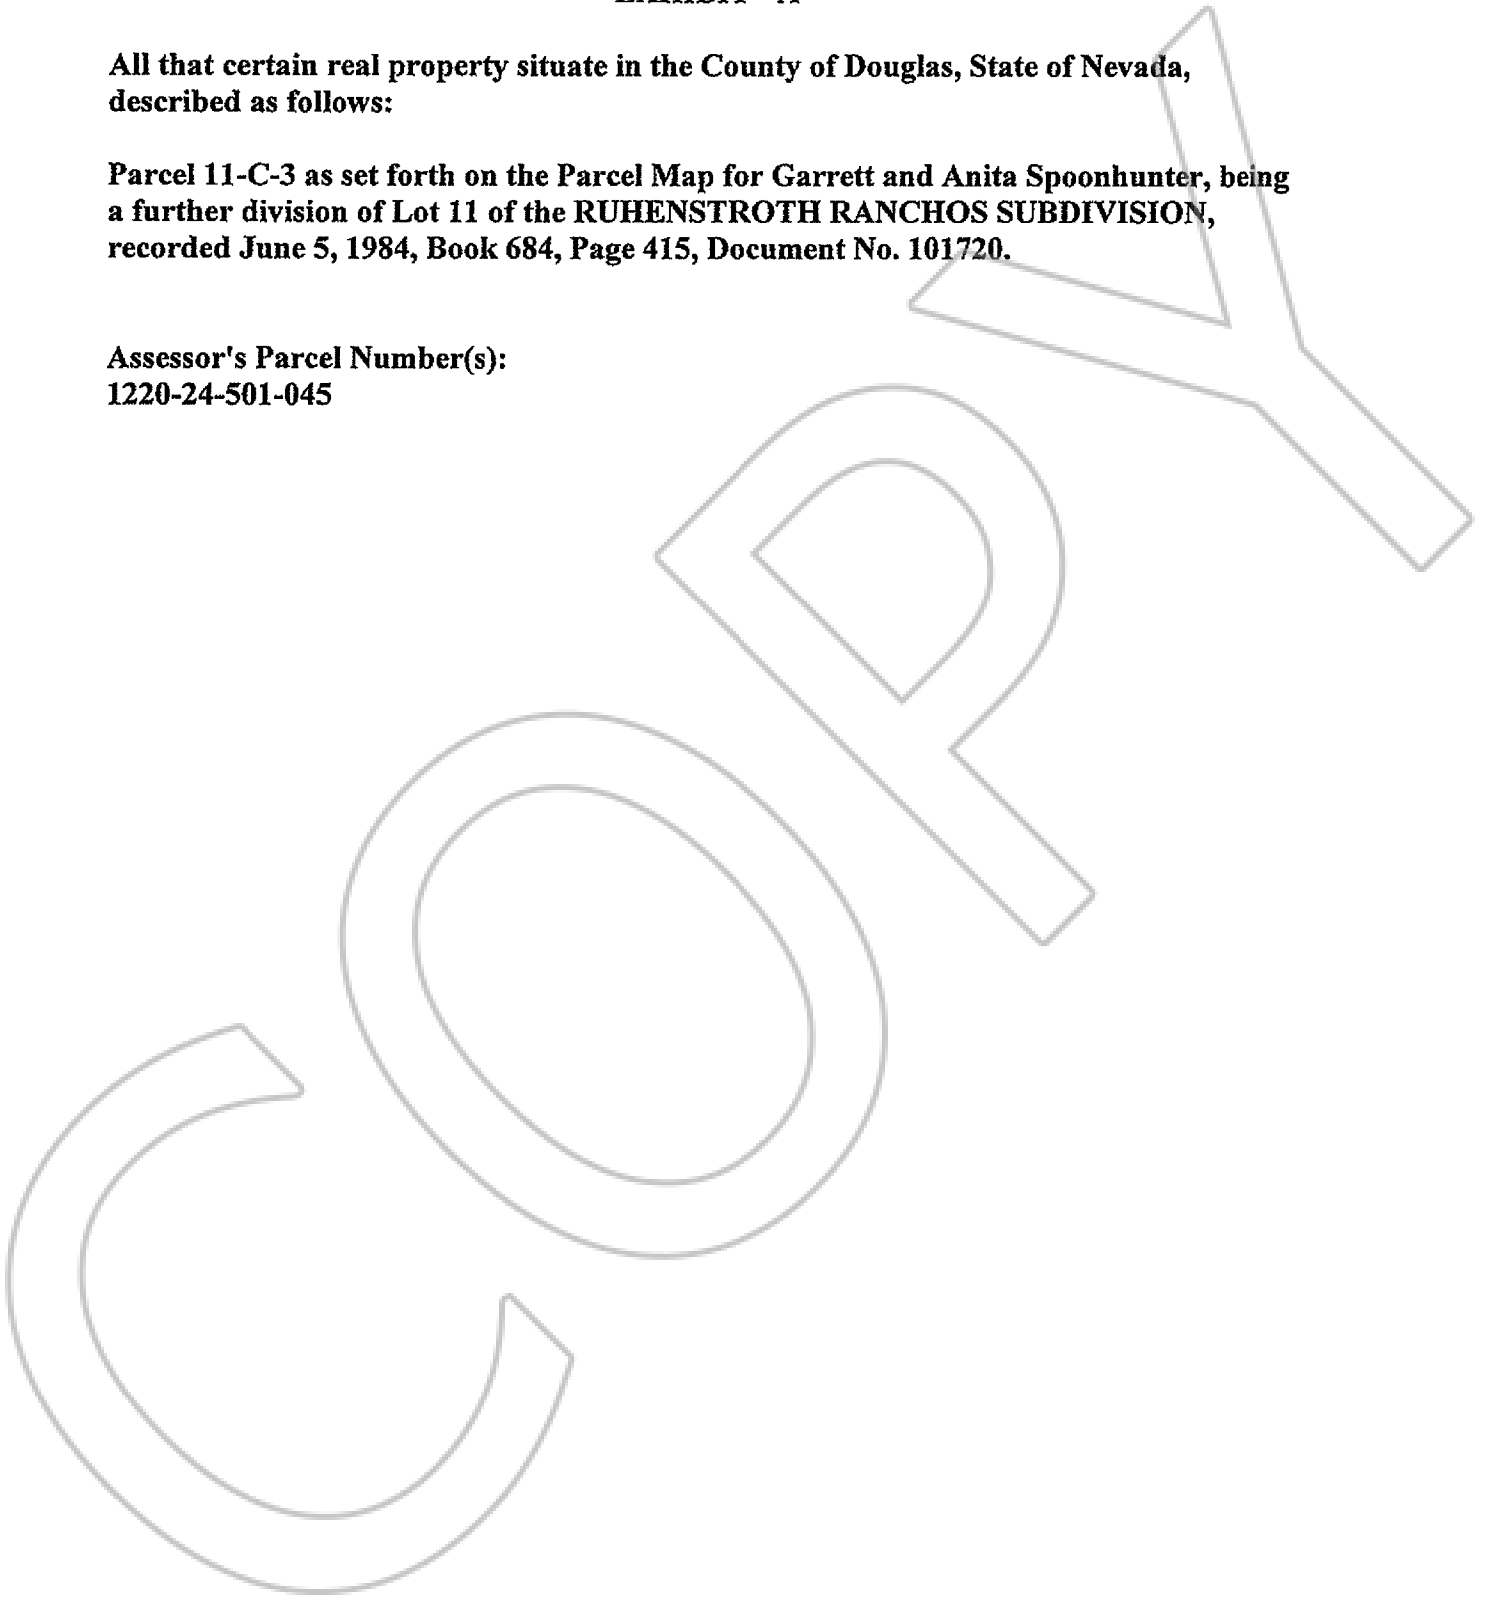 All that certain real property situate in the County of Douglas, State of Nevada,
described as follows:
Parcel 11-C-3 as set forth on the Parcel Map for Garrett and Anita Spoonhunter, being
a further division of Lot 11 of the RUHENSTROTH RANCHOS SUBDIVISION,
recorded June 5, 1984, Book 684, Page 415, Document No. 101720.
Assessor's Parcel Number(s):
1220-24-501-045
COPY